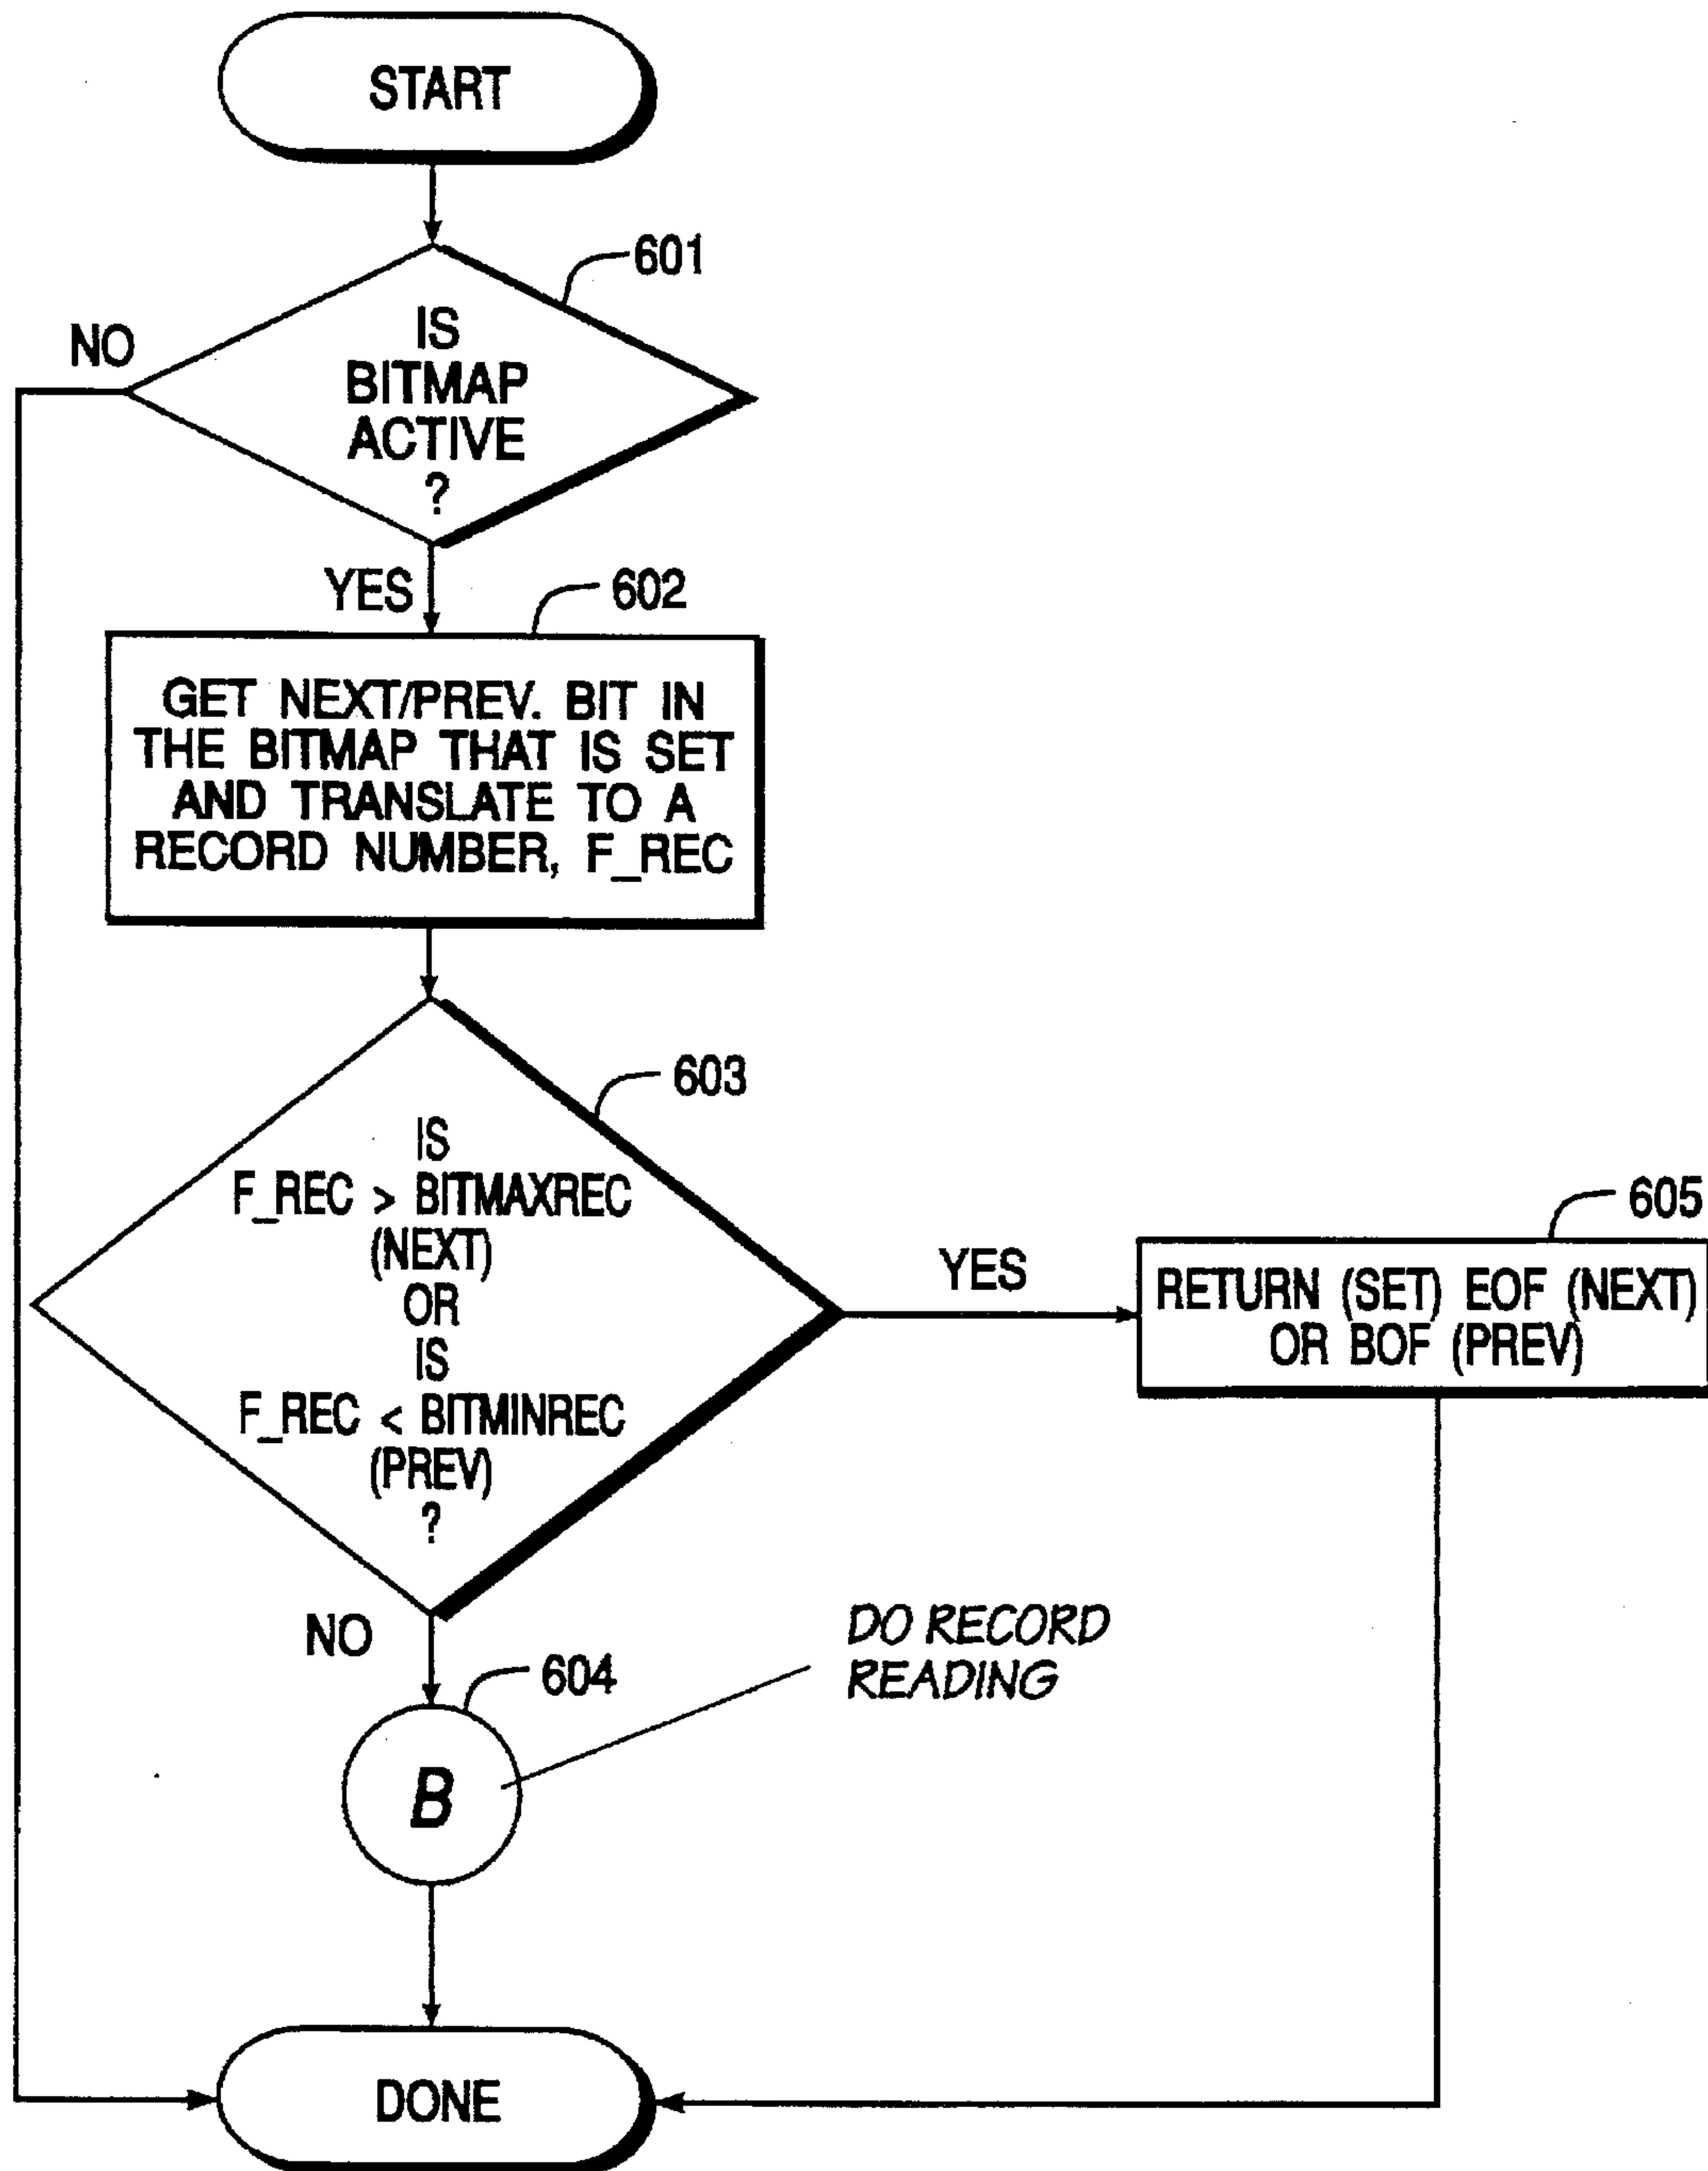 START
601
NO
IS
BITMAP
ACTIVE
?
YES
602
GET NEXT/PREV. BIT IN
THE BITMAP THAT IS SET
AND TRANSLATE TO A
RECORD NUMBER, F_REC
603
IS
F_REC > BITMAXREC
(NEXT)
OR
IS
F_REC < BITMINREC
(PREV)
?
YES
605
RETURN (SET) EOF (NEXT)
OR BOF (PREV)
NO
604
B
DO RECORD
READING
DONE